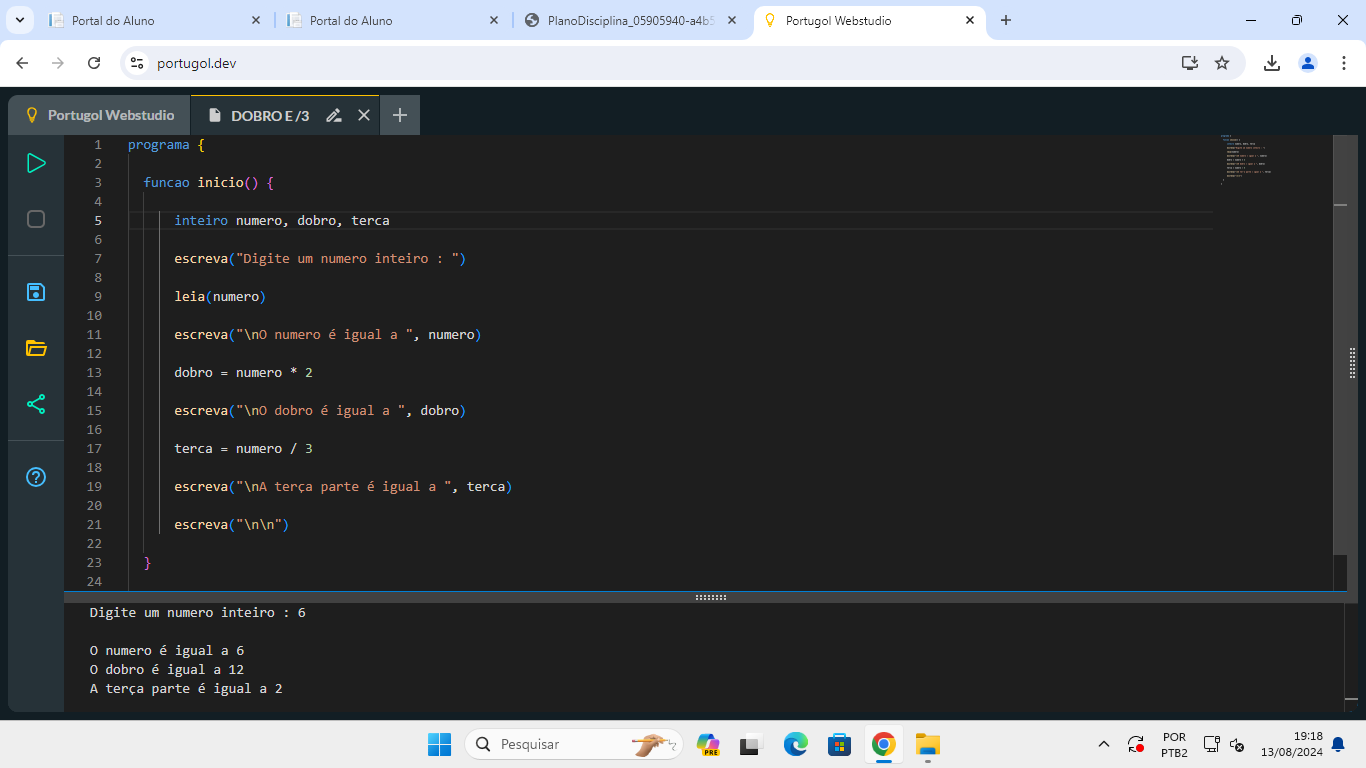 Portal do Aluno
Portal do Aluno
PlanoDisciplina_05905940-a4b5
Portugol Webstudio
portugol.dev
Portugol Webstudio
DOBRO E /3
1 programa {
2
3 funcao inicio() {
4
5 inteiro numero, dobro, terca
6
7 escreva("Digite um numero inteiro : ")
8
9 leia(numero)
10
11 escreva("\nO numero é igual a ", numero)
12
13 dobro = numero * 2
14
15 escreva("\nO dobro é igual a ", dobro)
16
17 terca = numero / 3
18
19 escreva("\nA terça parte é igual a ", terca)
20
21 escreva("\n\n")
22
23 }
24
Digite um numero inteiro : 6
O numero é igual a 6
O dobro é igual a 12
A terça parte é igual a 2
Pesquisar
PRE
POR
PTB2
19:18
13/08/2024